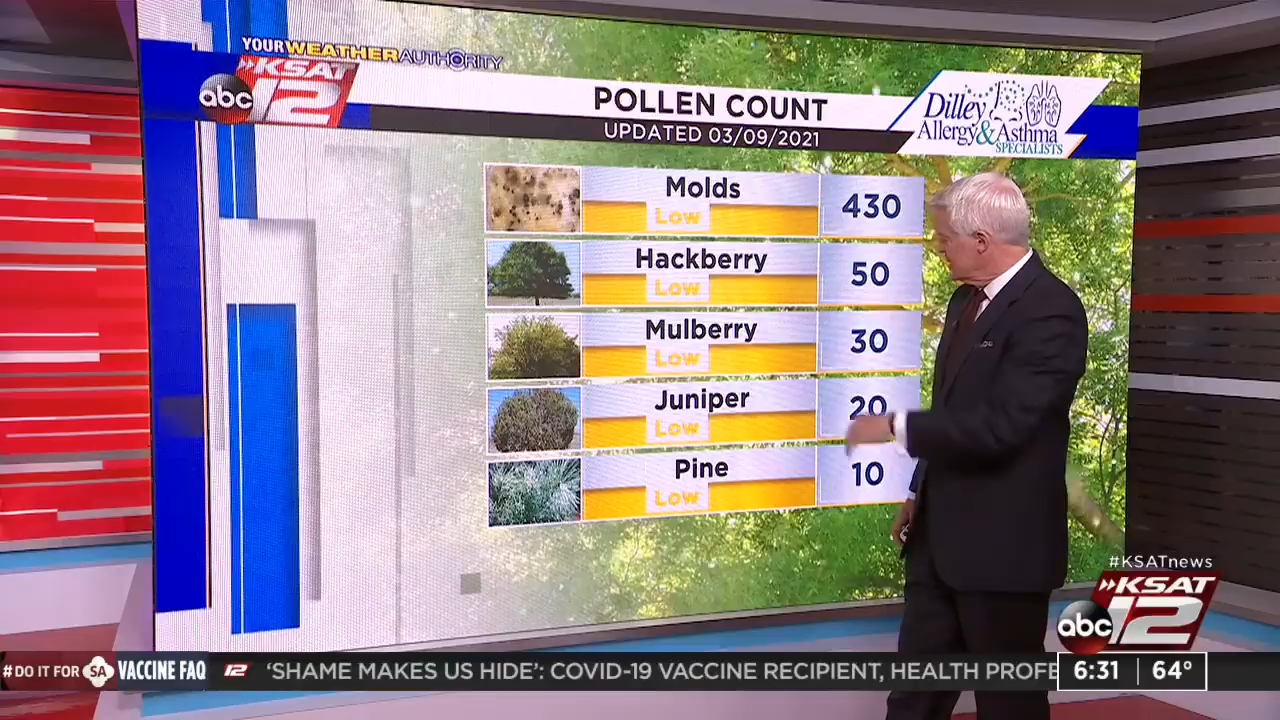 YOUR WEATHER AUTHORITY
abc »KSAT 12
POLLEN COUNT
UPDATED 03/09/2021
Dilley
Allergy & Asthma
SPECIALISTS
Molds
Low
430
Hackberry
Low
50
Mulberry
Low
30
Juniper
Low
20
Pine
Low
10
#KSATnews
»KSAT
abc 12
#DO IT FOR SA VACCINE FAQ 12 'SHAME MAKES US HIDE': COVID-19 VACCINE RECIPIENT, HEALTH PROFE 6:31 64°